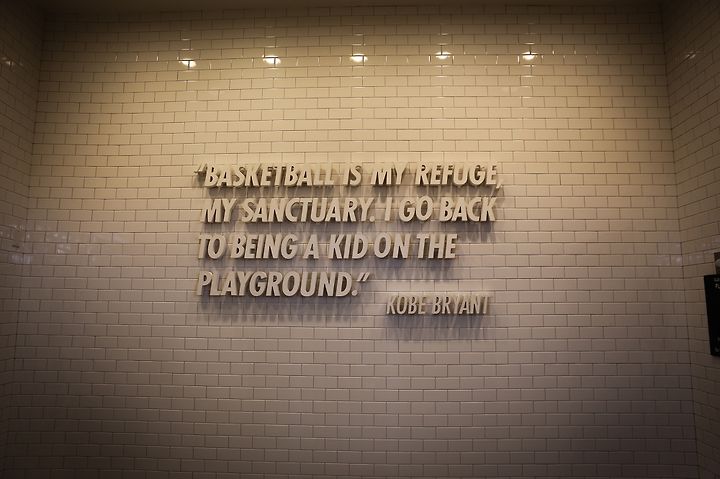 “BASKETBALL IS MY REFUGE,
MY SANCTUARY. I GO BACK
TO BEING A KID ON THE
PLAYGROUND.”
KOBE BRYANT